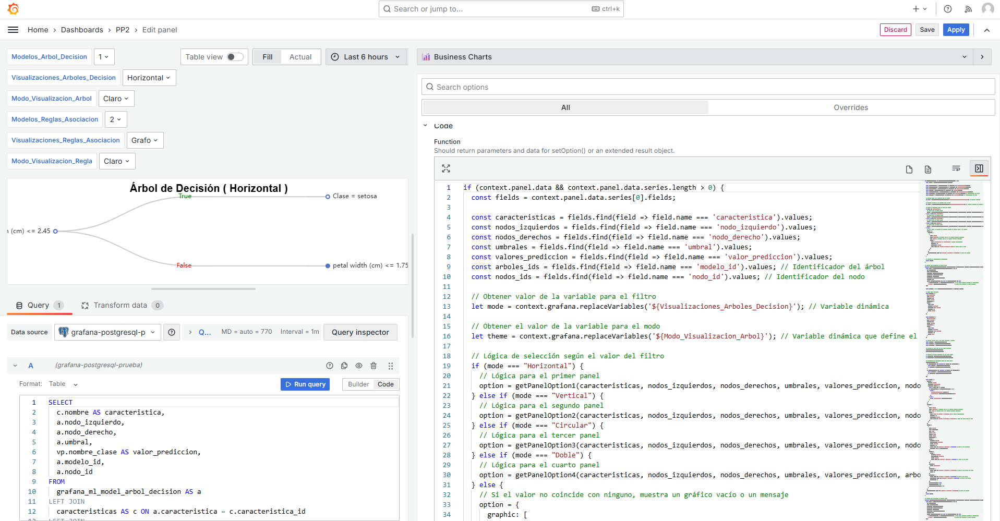 Search or jump to...
ctrl+k
Home > Dashboards > PP2 > Edit panel
Discard
Save
Apply
Modelos_Arbol_Decision
1
Table view
Fill
Actual
Last 6 hours
Visualizaciones_Arboles_Decision
Horizontal
Modo_Visualizacion_Arbol
Claro
Modelos_Reglas_Asociacion
2
Visualizaciones_Reglas_Asociacion
Grafo
Modo_Visualizacion_Regla
Claro
Árbol de Decisión ( Horizontal )
True
Clase = setosa
(cm) <= 2.45
False
petal width (cm) <= 1.75
Query 1
Transform data 0
Data source
grafana-postgresql-p
Q...
MD = auto = 770
Interval = 1m
Query inspector
A
(grafana-postgresql-prueba)
Format: Table
Run query
Builder
Code
1 SELECT
2 c.nombre AS caracteristica,
3 a.nodo_izquierdo,
4 a.nodo_derecho,
5 a.umbral,
6 vp.nombre_clase AS valor_prediccion,
7 a.modelo_id,
8 a.nodo_id
9 FROM
10 grafana_ml_model_arbol_decision AS a
11 LEFT JOIN
12 caracteristicas AS c ON a.caracteristica = c.caracteristica_id
13 LEFT JOIN
Business Charts
Search options
All
Overrides
Code
Function
Should return parameters and data for setOption() or an extended result object.
1 if (context.panel.data && context.panel.data.series.length > 0) {
2 const fields = context.panel.data.series[0].fields;
3
4 const caracteristicas = fields.find(field => field.name === 'caracteristica').values;
5 const nodos_izquierdos = fields.find(field => field.name === 'nodo_izquierdo').values;
6 const nodos_derechos = fields.find(field => field.name === 'nodo_derecho').values;
7 const umbrales = fields.find(field => field.name === 'umbral').values;
8 const valores_prediccion = fields.find(field => field.name === 'valor_prediccion').values;
9 const arboles_ids = fields.find(field => field.name === 'modelo_id').values; // Identificador del árbol
10 const nodos_ids = fields.find(field => field.name === 'nodo_id').values; // Identificador del nodo
11
12 // Obtener valor de la variable para el filtro
13 let mode = context.grafana.replaceVariables('${Visualizaciones_Arboles_Decision}'); // Variable dinámica
14
15 // Obtener el valor de la variable para el modo
16 let theme = context.grafana.replaceVariables('${Modo_Visualizacion_Arbol}'); // Variable dinámica que define el
17
18 // Lógica de selección según el valor del filtro
19 if (mode === "Horizontal") {
20 // Lógica para el primer panel
21 option = getPanelOption1(caracteristicas, nodos_izquierdos, nodos_derechos, umbrales, valores_prediccion, nodo
22 } else if (mode === "Vertical") {
23 // Lógica para el segundo panel
24 option = getPanelOption2(caracteristicas, nodos_izquierdos, nodos_derechos, umbrales, valores_prediccion, nodo
25 } else if (mode === "Circular") {
26 // Lógica para el tercer panel
27 option = getPanelOption3(caracteristicas, nodos_izquierdos, nodos_derechos, umbrales, valores_prediccion, nodo
28 } else if (mode === "Doble") {
29 // Lógica para el cuarto panel
30 option = getPanelOption4(caracteristicas, nodos_izquierdos, nodos_derechos, umbrales, valores_prediccion, arbo
31 } else {
32 // Si el valor no coincide con ninguno, muestra un gráfico vacío o un mensaje
33 option = {
34 graphic: [